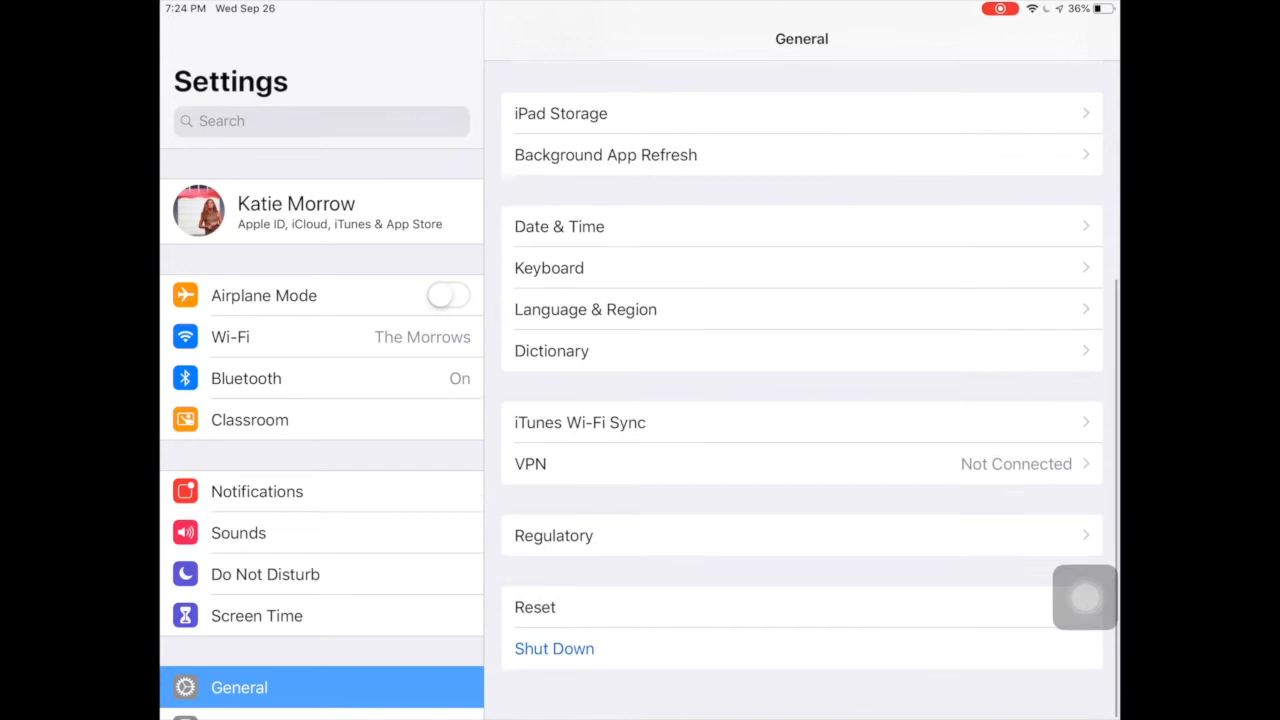 7:24 PM Wed Sep 26
36%
Settings
Search
Katie Morrow
Apple ID, iCloud, iTunes & App Store
Airplane Mode
Wi-Fi The Morrows
Bluetooth On
Classroom
Notifications
Sounds
Do Not Disturb
Screen Time
General
General
iPad Storage
Background App Refresh
Date & Time
Keyboard
Language & Region
Dictionary
iTunes Wi-Fi Sync
VPN Not Connected
Regulatory
Reset
Shut Down